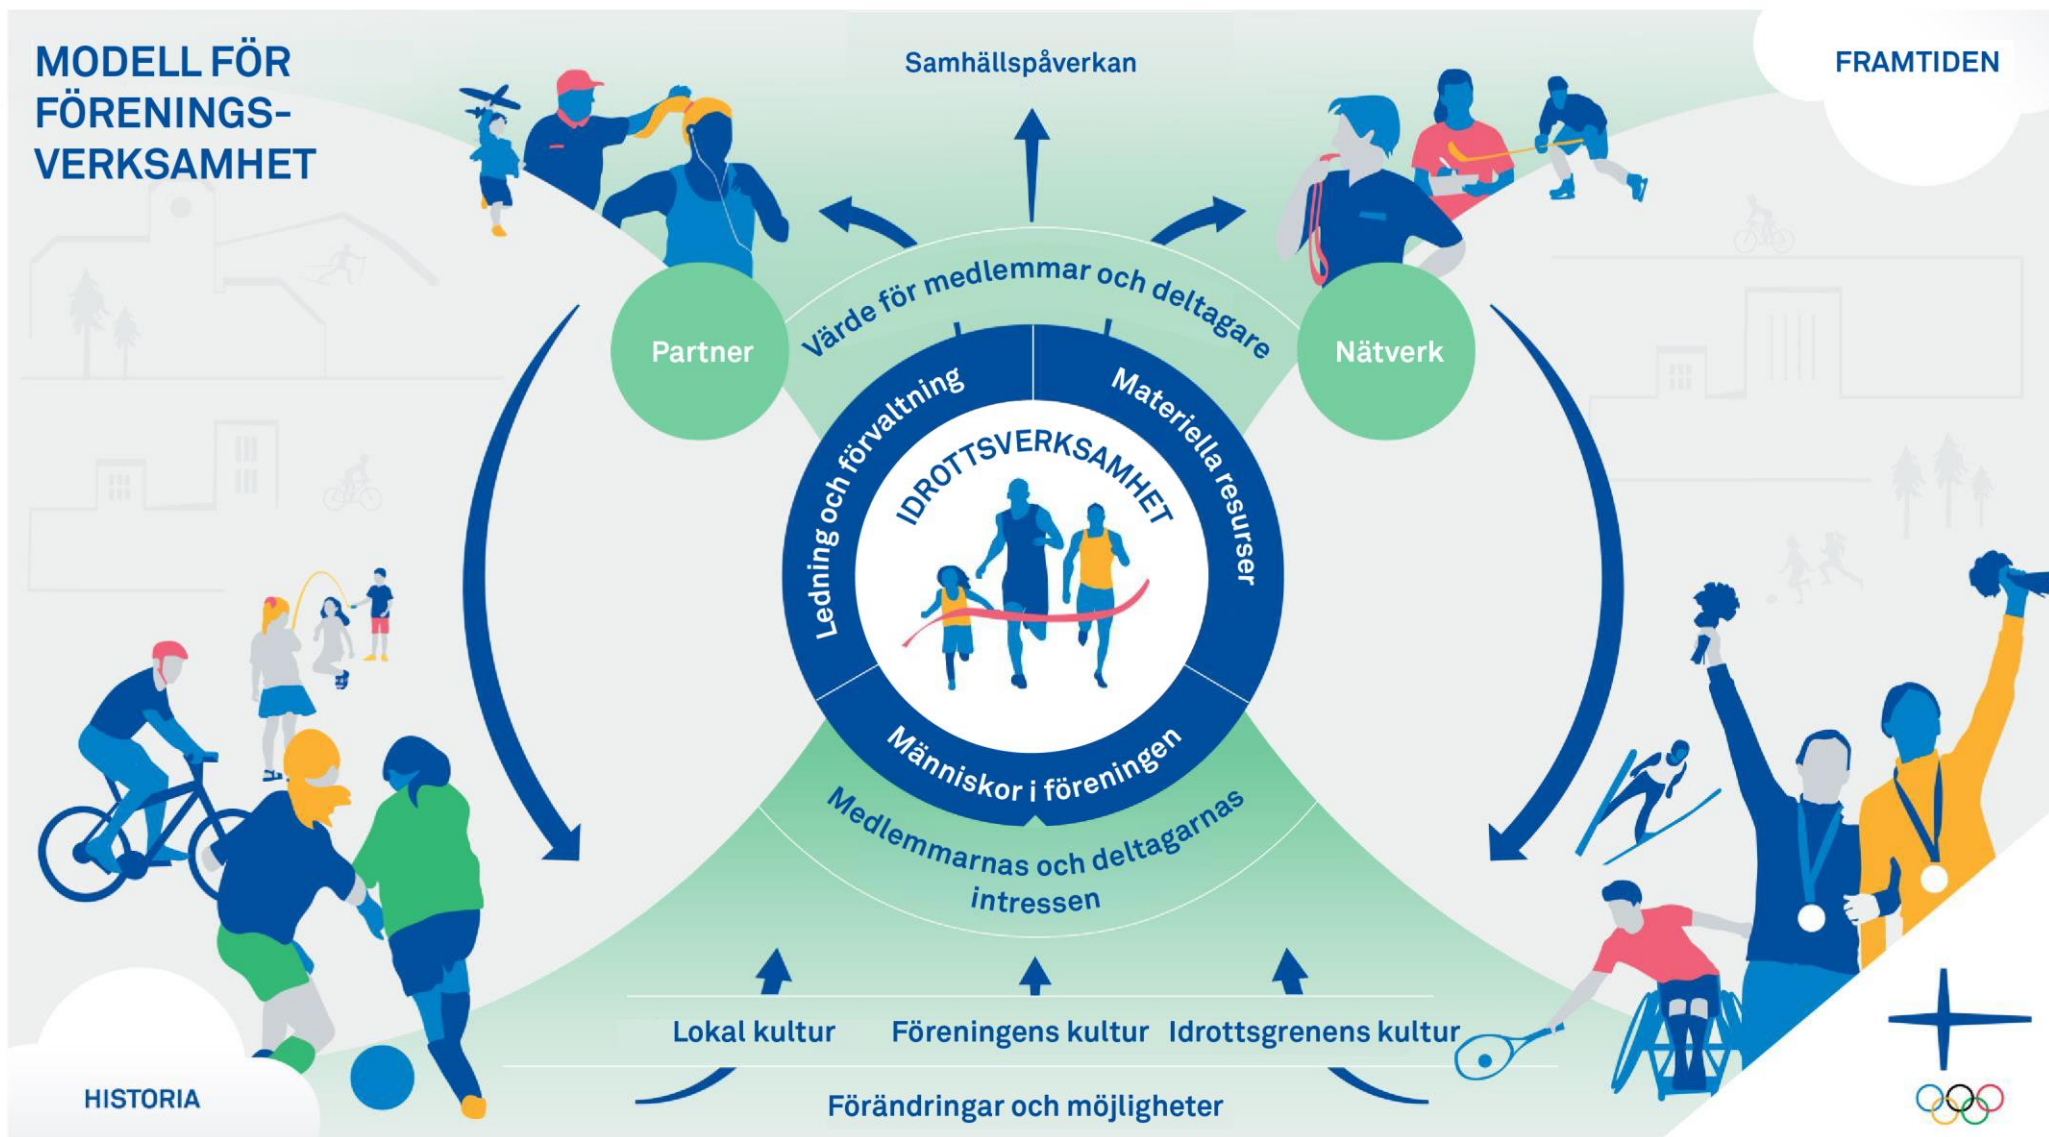 MODELL FÖR
FÖRENINGS-
VERKSAMHET
Samhällspåverkan
FRAMTIDEN
Värde för medlemmar och deltagare
Partner
Nätverk
Ledning och förvaltning
Materiella resurser
IDROTTSVERKSAMHET
Människor i föreningen
Medlemmarnas och deltagarnas
intressen
Lokal kultur
Föreningens kultur
Idrottsgrenens kultur
HISTORIA
Förändringar och möjligheter